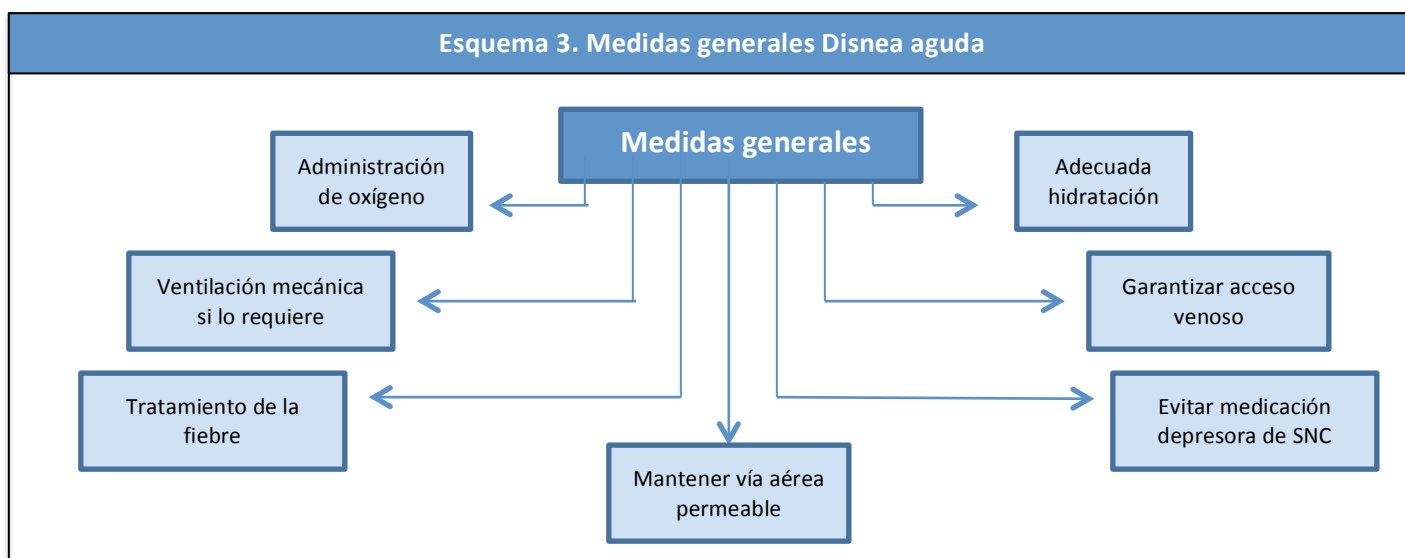 Esquema 3. Medidas generales Disnea aguda
Medidas generales
Administración
de oxígeno
Adecuada
hidratación
Ventilación mecánica
si lo requiere
Garantizar acceso
venoso
Tratamiento de la
fiebre
Evitar medicación
depresora de SNC
Mantener vía aérea
permeable